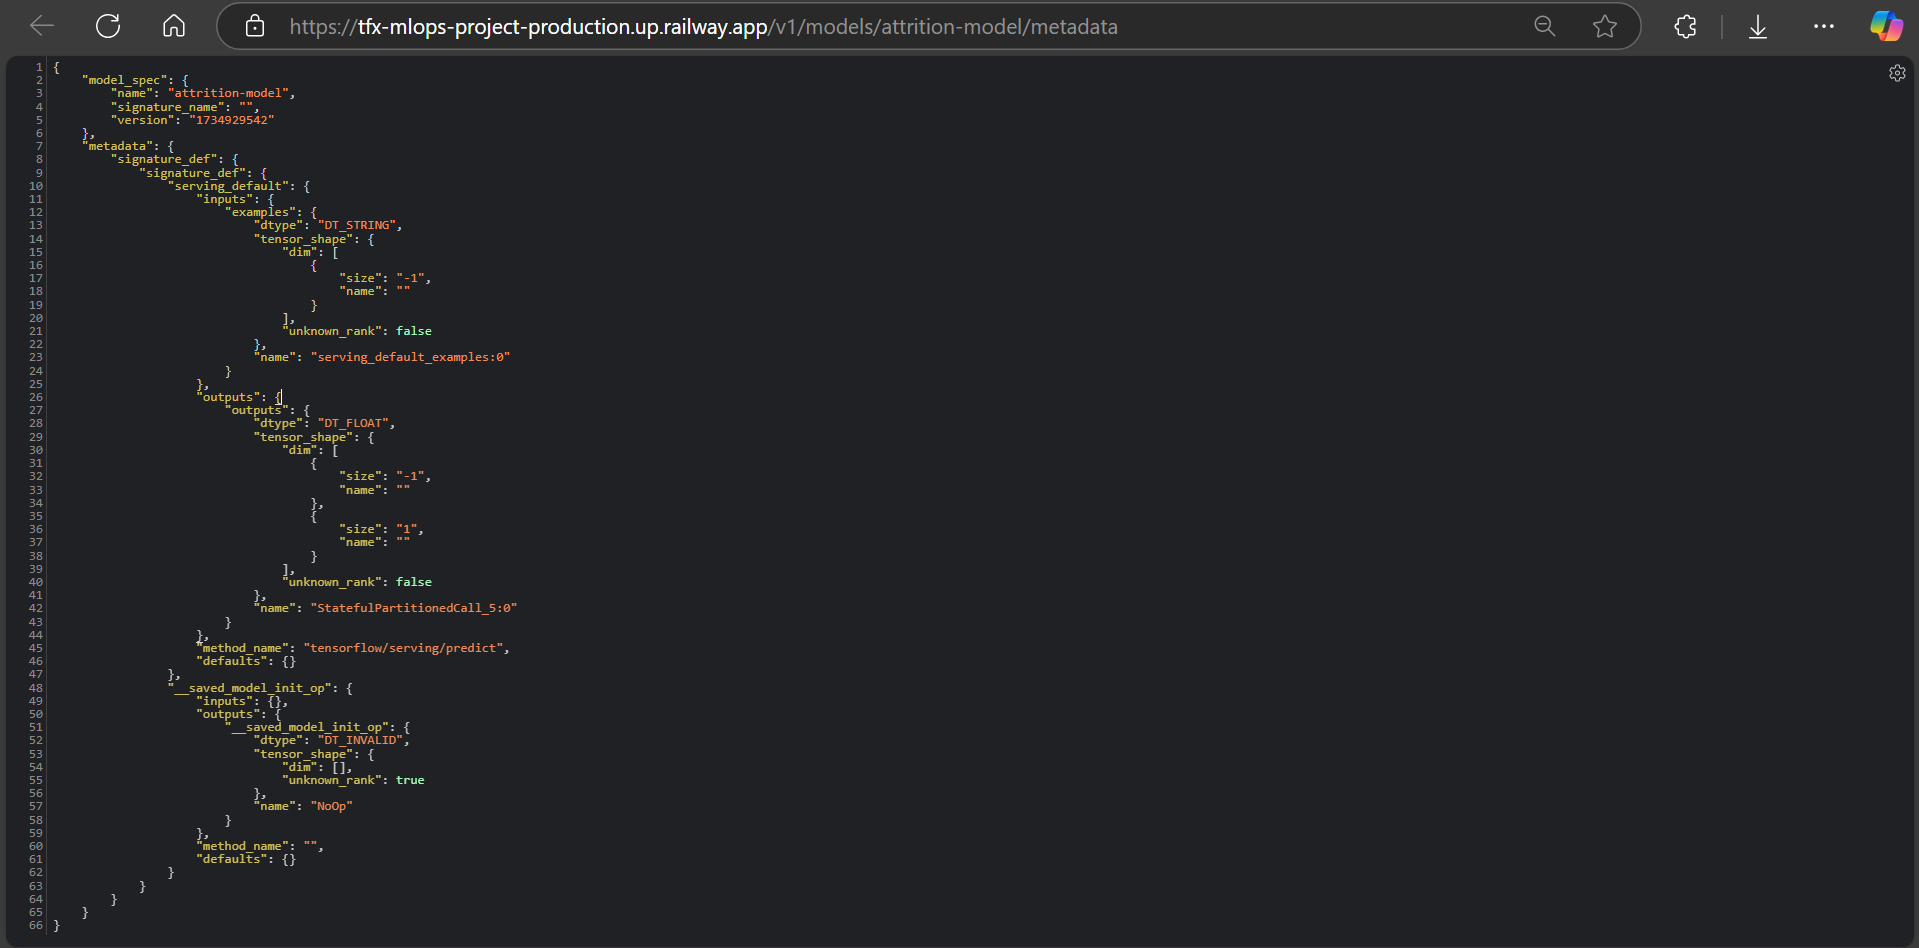 https://tfx-mlops-project-production.up.railway.app/v1/models/attrition-model/metadata
1 {
2     "model_spec": {
3         "name": "attrition-model",
4         "signature_name": "",
5         "version": "1734929542"
6     },
7     "metadata": {
8         "signature_def": {
9             "signature_def": {
10                 "serving_default": {
11                     "inputs": {
12                         "examples": {
13                             "dtype": "DT_STRING",
14                             "tensor_shape": {
15                                 "dim": [
16                                     {
17                                         "size": "-1",
18                                         "name": ""
19                                     }
20                                 ],
21                                 "unknown_rank": false
22                             },
23                             "name": "serving_default_examples:0"
24                         }
25                     },
26                     "outputs": {
27                         "outputs": {
28                             "dtype": "DT_FLOAT",
29                             "tensor_shape": {
30                                 "dim": [
31                                     {
32                                         "size": "-1",
33                                         "name": ""
34                                     },
35                                     {
36                                         "size": "1",
37                                         "name": ""
38                                     }
39                                 ],
40                                 "unknown_rank": false
41                             },
42                             "name": "StatefulPartitionedCall_5:0"
43                         }
44                     },
45                     "method_name": "tensorflow/serving/predict",
46                     "defaults": {}
47                 },
48                 "__saved_model_init_op": {
49                     "inputs": {},
50                     "outputs": {
51                         "__saved_model_init_op": {
52                             "dtype": "DT_INVALID",
53                             "tensor_shape": {
54                                 "dim": [],
55                                 "unknown_rank": true
56                             },
57                             "name": "NoOp"
58                         }
59                     },
60                     "method_name": "",
61                     "defaults": {}
62                 }
63             }
64         }
65     }
66 }